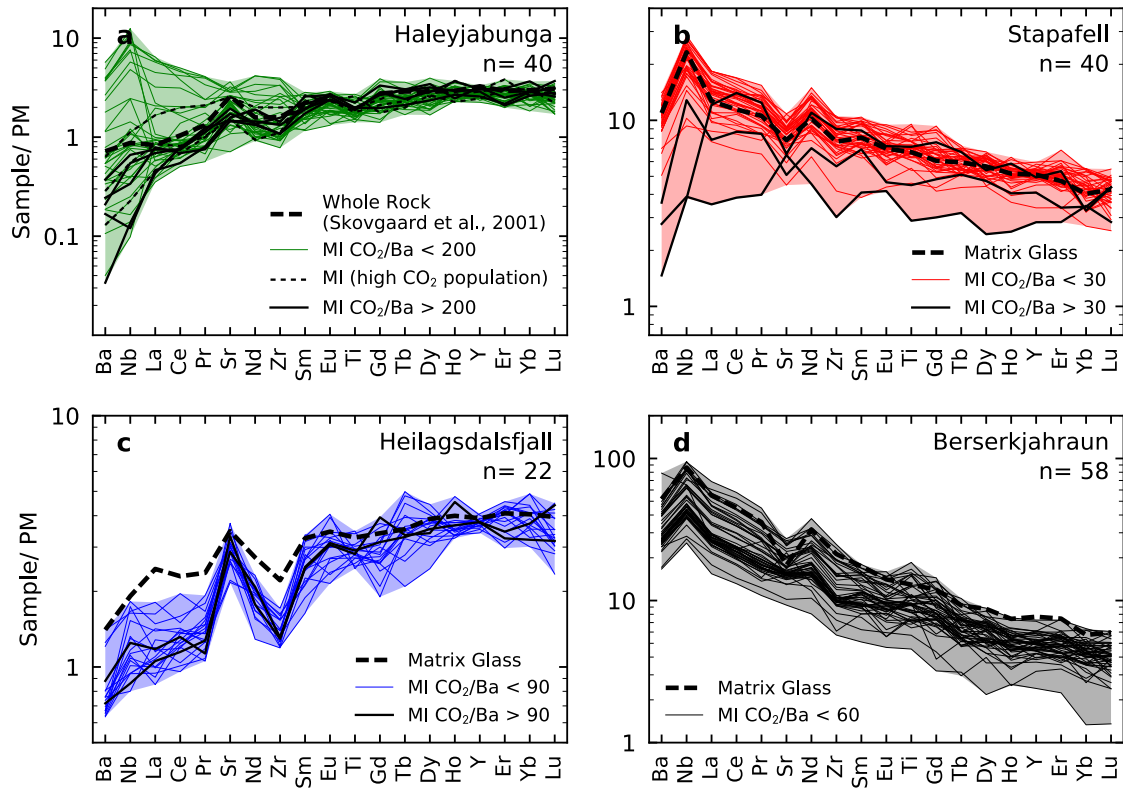 a
Haleyjabunga
n= 40
Sample/ PM
10
1
0.1
Whole Rock
(Skovgaard et al., 2001)
MI CO₂/Ba < 200
MI (high CO₂ population)
MI CO₂/Ba > 200
Ba Nb La Ce Pr Sr Nd Zr Sm Eu Ti Gd Tb Dy Ho Y Er Yb Lu
b
Stapafell
n= 40
10
1
Matrix Glass
MI CO₂/Ba < 30
MI CO₂/Ba > 30
Ba Nb La Ce Pr Sr Nd Zr Sm Eu Ti Gd Tb Dy Ho Y Er Yb Lu
c
Heilagsdalsfjall
n= 22
Sample/ PM
10
1
Matrix Glass
MI CO₂/Ba < 90
MI CO₂/Ba > 90
Ba Nb La Ce Pr Sr Nd Zr Sm Eu Ti Gd Tb Dy Ho Y Er Yb Lu
d
Berserkjahraun
n= 58
100
10
1
Matrix Glass
MI CO₂/Ba < 60
Ba Nb La Ce Pr Sr Nd Zr Sm Eu Ti Gd Tb Dy Ho Y Er Yb Lu